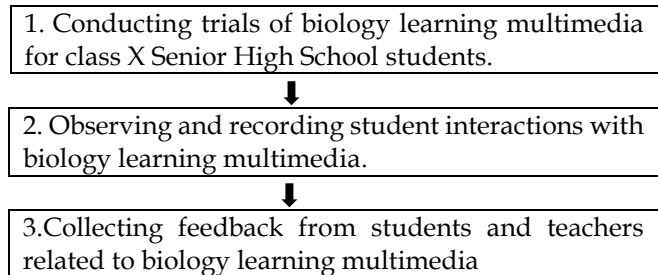 1. Conducting trials of biology learning multimedia
for class X Senior High School students.
2. Observing and recording student interactions with
biology learning multimedia.
3.Collecting feedback from students and teachers
related to biology learning multimedia